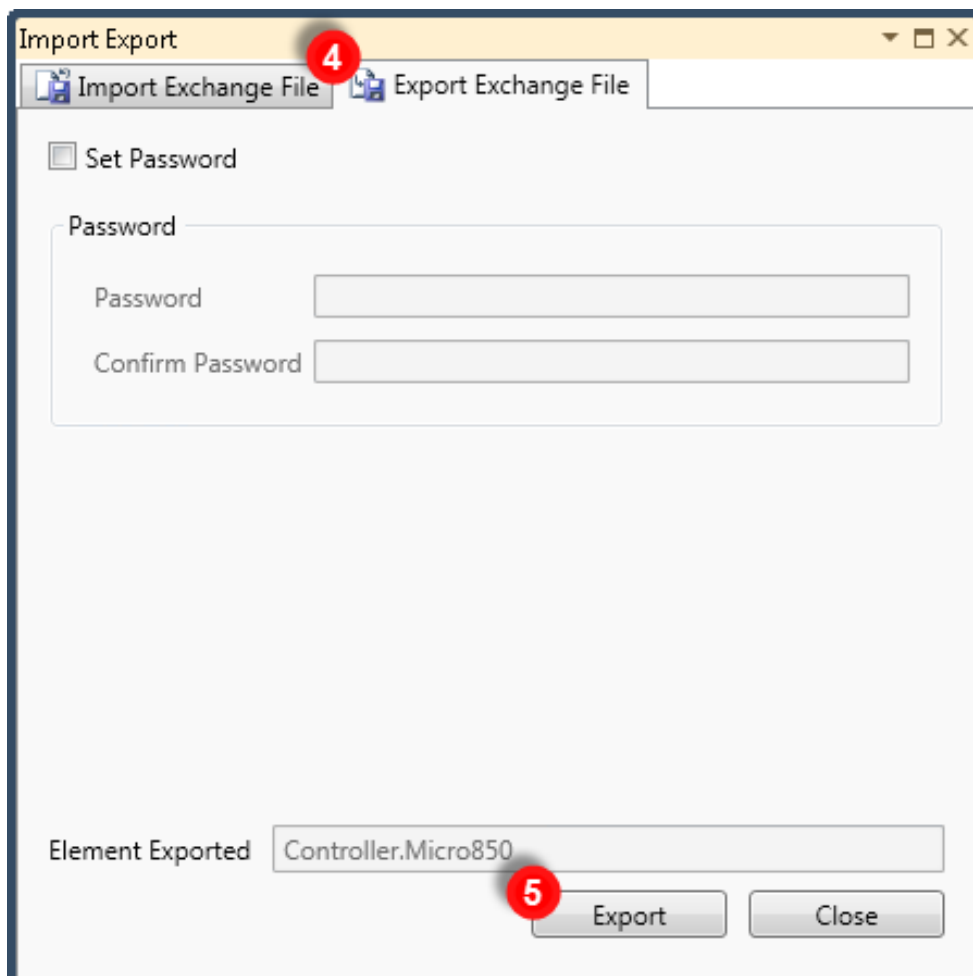 Import Export
4
Import Exchange File Export Exchange File
Set Password
Password
Password
Confirm Password
Element Exported Controller.Micro850
5
Export Close